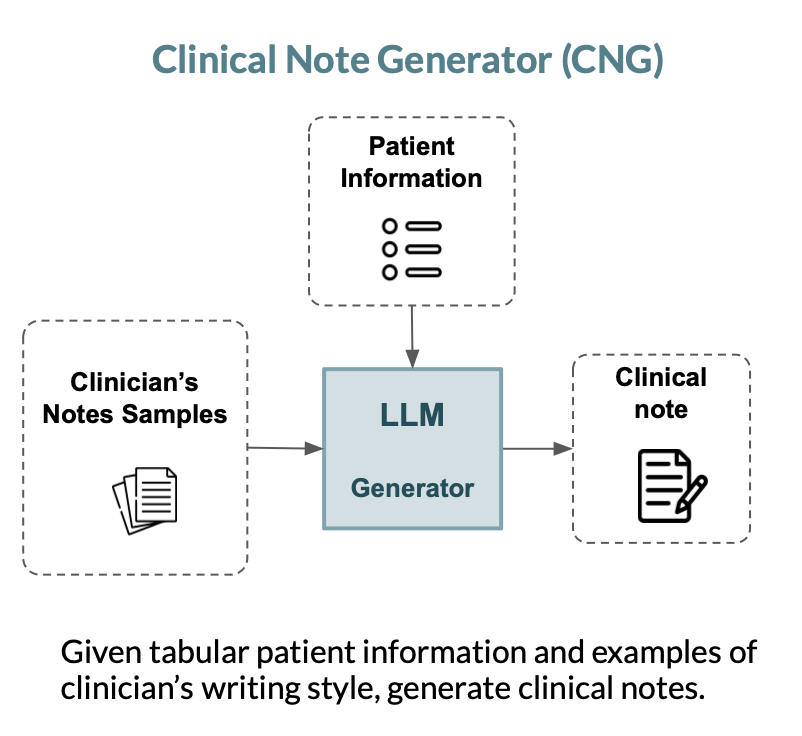 Clinical Note Generator (CNG)
Patient
Information
Clinician’s
Notes Samples
LLM
Generator
Clinical
note
Given tabular patient information and examples of
clinician’s writing style, generate clinical notes.